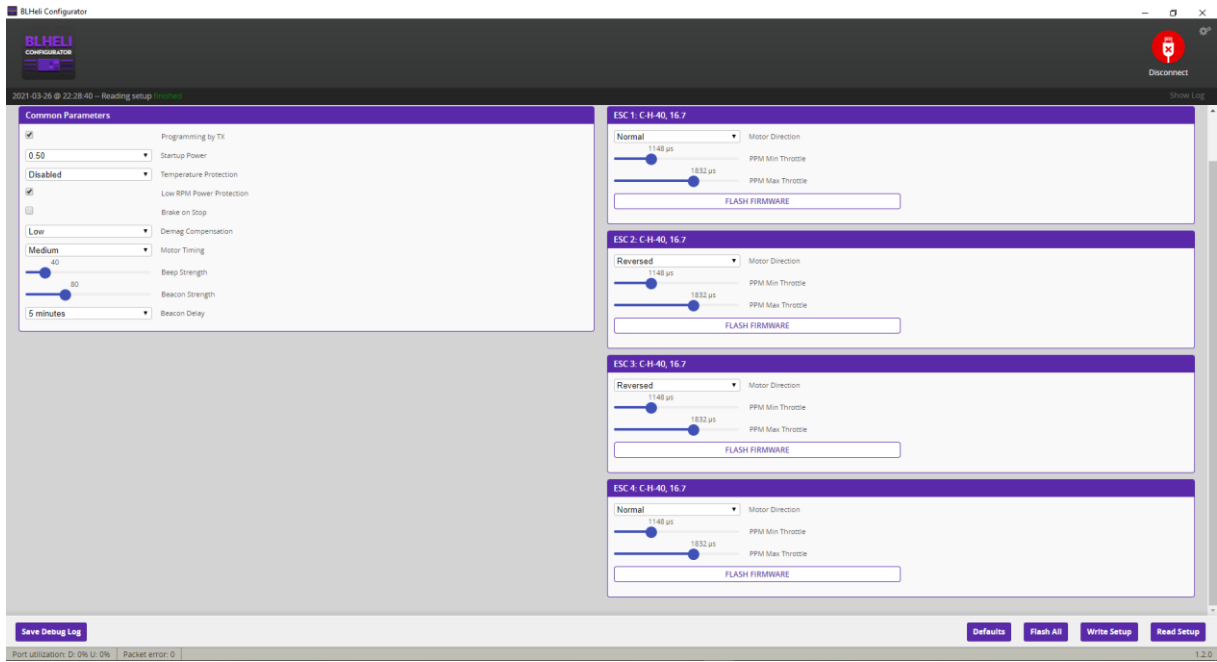 BLHeli Configurator
BLHELI
CONFIGURATOR
Disconnect
2021-03-26 @ 22:28:40 -- Reading setup finished
Show Log
Common Parameters
Programming by TX
0.50 Startup Power
Disabled Temperature Protection
Low RPM Power Protection
Brake on Stop
Low Demag Compensation
Medium Motor Timing
40
Beep Strength
80
Beacon Strength
5 minutes Beacon Delay
ESC 1: C-H-40, 16.7
Normal Motor Direction
1148 µs
PPM Min Throttle
1832 µs
PPM Max Throttle
FLASH FIRMWARE
ESC 2: C-H-40, 16.7
Reversed Motor Direction
1148 µs
PPM Min Throttle
1832 µs
PPM Max Throttle
FLASH FIRMWARE
ESC 3: C-H-40, 16.7
Reversed Motor Direction
1148 µs
PPM Min Throttle
1832 µs
PPM Max Throttle
FLASH FIRMWARE
ESC 4: C-H-40, 16.7
Normal Motor Direction
1148 µs
PPM Min Throttle
1832 µs
PPM Max Throttle
FLASH FIRMWARE
Save Debug Log
Defaults
Flash All
Write Setup
Read Setup
Port utilization: D: 0% U: 0%
Packet error: 0
1.2.0